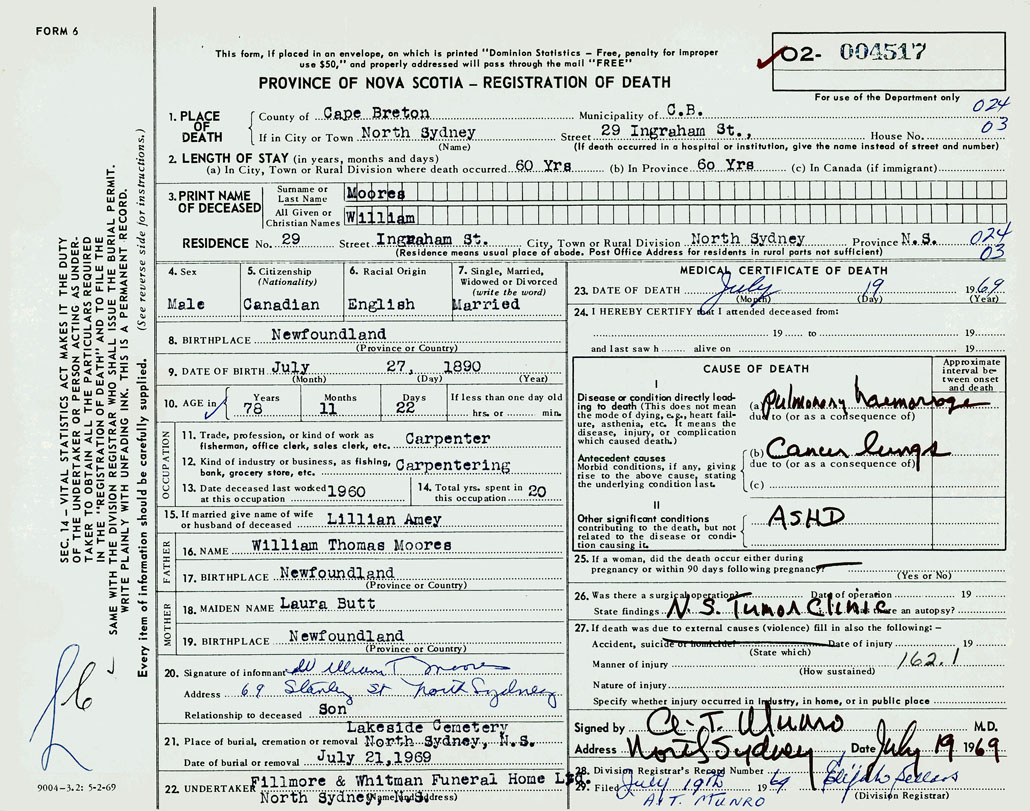 FORM 6
This form, if placed in an envelope, on which is printed "Dominion Statistics – Free, penalty for improper
use $50," and properly addressed will pass through the mail "FREE"
PROVINCE OF NOVA SCOTIA – REGISTRATION OF DEATH
02- 004517
For use of the Department only
024
03
1. PLACE OF DEATH
County of Cape Breton Municipality of C.B.
If in City or Town North Sydney Street 29 Ingraham St., House No.
(Name) (If death occurred in a hospital or institution, give the name instead of street and number)
2. LENGTH OF STAY (in years, months and days)
(a) In City, Town or Rural Division where death occurred 60 Yrs (b) In Province 60 Yrs (c) In Canada (if immigrant)
3. PRINT NAME OF DECEASED
Surname or Last Name Moores
All Given or Christian Names William
RESIDENCE No. 29 Street Ingraham St. City, Town or Rural Division North Sydney Province N.S.
024
03
(Residence means usual place of abode. Post Office Address for residents in rural parts not sufficient)
4. Sex Male
5. Citizenship (Nationality) Canadian
6. Racial Origin English
7. Single, Married, Widowed or Divorced (write the word) Married
8. BIRTHPLACE Newfoundland
(Province or Country)
9. DATE OF BIRTH July 27, 1890
(Month) (Day) (Year)
10. AGE in Years 78 Months 11 Days 22 If less than one day old hrs. or min.
OCCUPATION
11. Trade, profession, or kind of work as fisherman, office clerk, sales clerk, etc. Carpenter
12. Kind of industry or business, as fishing, bank, grocery store, etc. Carpentering
13. Date deceased last worked at this occupation 1960
14. Total yrs. spent in this occupation 20
15. If married give name of wife or husband of deceased Lillian Amey
FATHER
16. NAME William Thomas Moores
17. BIRTHPLACE Newfoundland
(Province or Country)
MOTHER
18. MAIDEN NAME Laura Butt
19. BIRTHPLACE Newfoundland
(Province or Country)
20. Signature of informant William T Moores
Address 69 Stanley St North Sydney
Relationship to deceased Son
Lakeside Cemetery
21. Place of burial, cremation or removal North Sydney, N.S.
Date of burial or removal July 21,1969
22. UNDERTAKER Fillmore & Whitman Funeral Home Ltd.
North Sydney, N.S.
(Name and Address)
MEDICAL CERTIFICATE OF DEATH
23. DATE OF DEATH July 19 1969
(Month) (Day) (Year)
24. I HEREBY CERTIFY that I attended deceased from:
19 to 19
and last saw h alive on 19
CAUSE OF DEATH
Approximate interval between onset and death
I
Disease or condition directly leading to death (This does not
the mode of dying, e.g., heart failure, asthenia, etc. It means the
disease, injury, or complication
which caused death.)
(a) Pulmonary haemorrage
due to (or as a consequence of)
Antecedent causes
Morbid conditions, if any, giving
rise to the above cause, stating
the underlying condition last.
(b) Cancer lungs
due to (or as a consequence of)
(c)
II
Other significant conditions
contributing to the death, but not
related to the disease or condition causing it.
ASHD
25. If a woman, did the death occur either during
pregnancy or within 90 days following pregnancy?
(Yes or No)
26. Was there a surgical operation? Date of operation 19
State findings N.S. Tumor Clinic Was there an autopsy?
27. If death was due to external causes (violence) fill in also the following: –
Accident, suicide or homicide? Date of injury 19
(State which)
Manner of injury 162.1
(How sustained)
Nature of injury
Specify whether injury occurred in industry, in home, or in public place
Signed by T. Munro M.D.
Address North Sydney Date July 19 1969
28. Division Registrar's Record Number
29. Filed July 19th 1969
(Division Registrar)
A.T. MUNRO
SEC. 14 – VITAL STATISTICS ACT MAKES IT THE DUTY
OF THE UNDERTAKER OR PERSON ACTING AS UNDERTAKER TO OBTAIN ALL THE PARTICULARS REQUIRED
IN THE "REGISTRATION OF DEATH" AND TO FILE THE
SAME WITH THE DIVISION REGISTRAR WHO SHALL ISSUE THE BURIAL PERMIT.
WRITE PLAINLY WITH UNFADING INK. THIS IS A PERMANENT RECORD.
Every item of information should be carefully supplied. (See reverse side for instructions.)
9004–3.2: 5-2-69